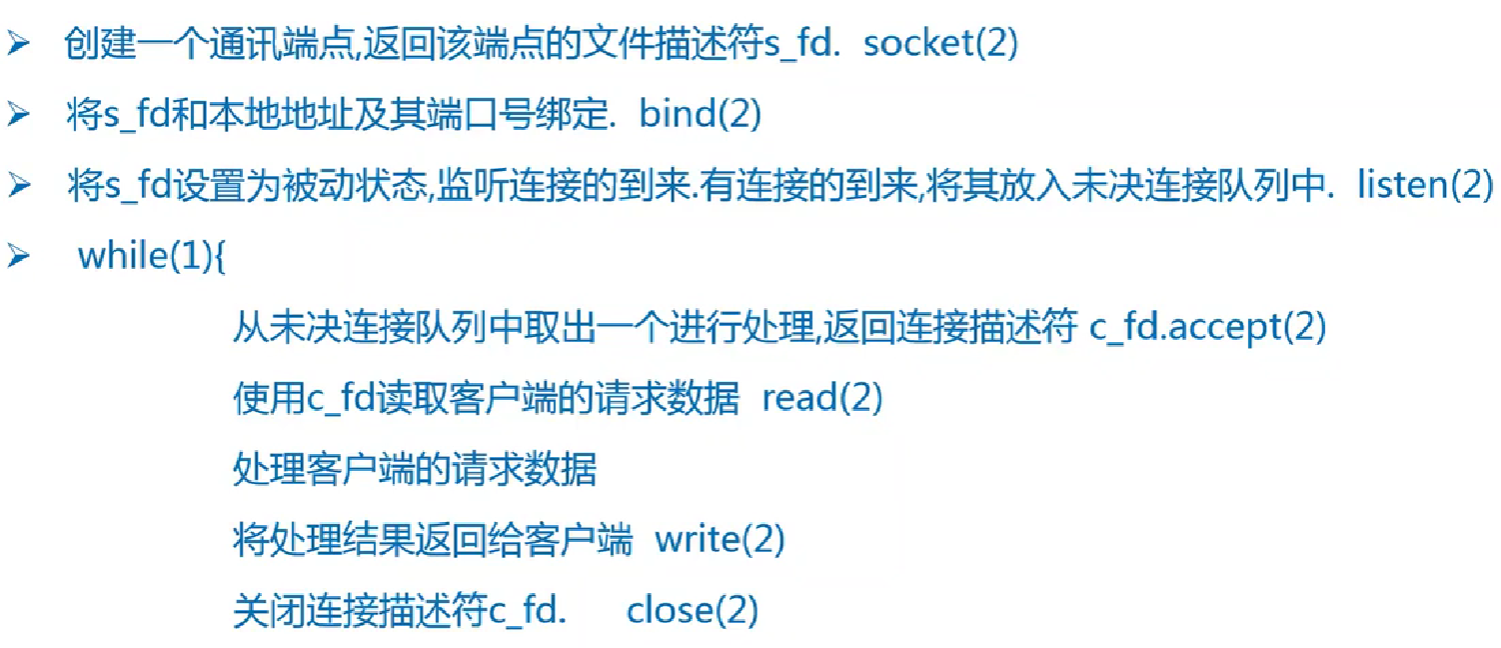 ➢ 创建一个通讯端点,返回该端点的文件描述符s_fd. socket(2)
➢ 将s_fd和本地地址及其端口号绑定. bind(2)
➢ 将s_fd设置为被动状态,监听连接的到来.有连接的到来,将其放入未决连接队列中. listen(2)
➢ while(1){
从未决连接队列中取出一个进行处理,返回连接描述符 c_fd.accept(2)
使用c_fd读取客户端的请求数据 read(2)
处理客户端的请求数据
将处理结果返回给客户端 write(2)
关闭连接描述符c_fd. close(2)